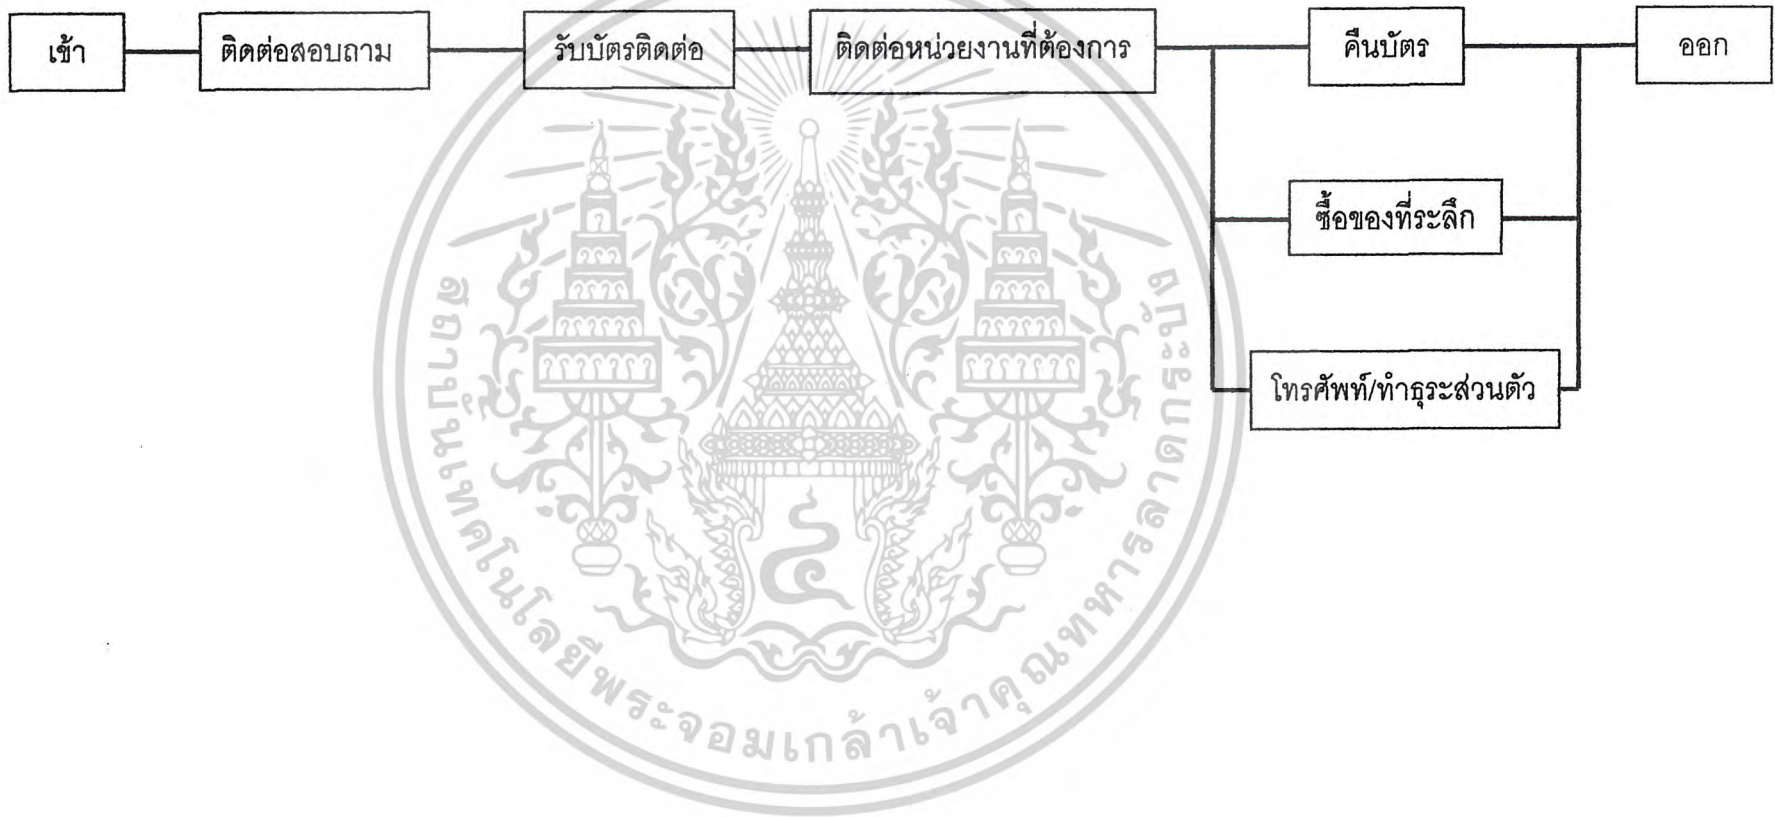 เข้า
ติดต่อสอบถาม
รับบัตรติดต่อ
ติดต่อหน่วยงานที่ต้องการ
คืนบัตร
ออก
ซื้อของที่ระลึก
โทรศัพท์/ทำธุระส่วนตัว
สถาบันเทคโนโลยีพระจอมเกล้าเจ้าคุณทหารลาดกระบัง